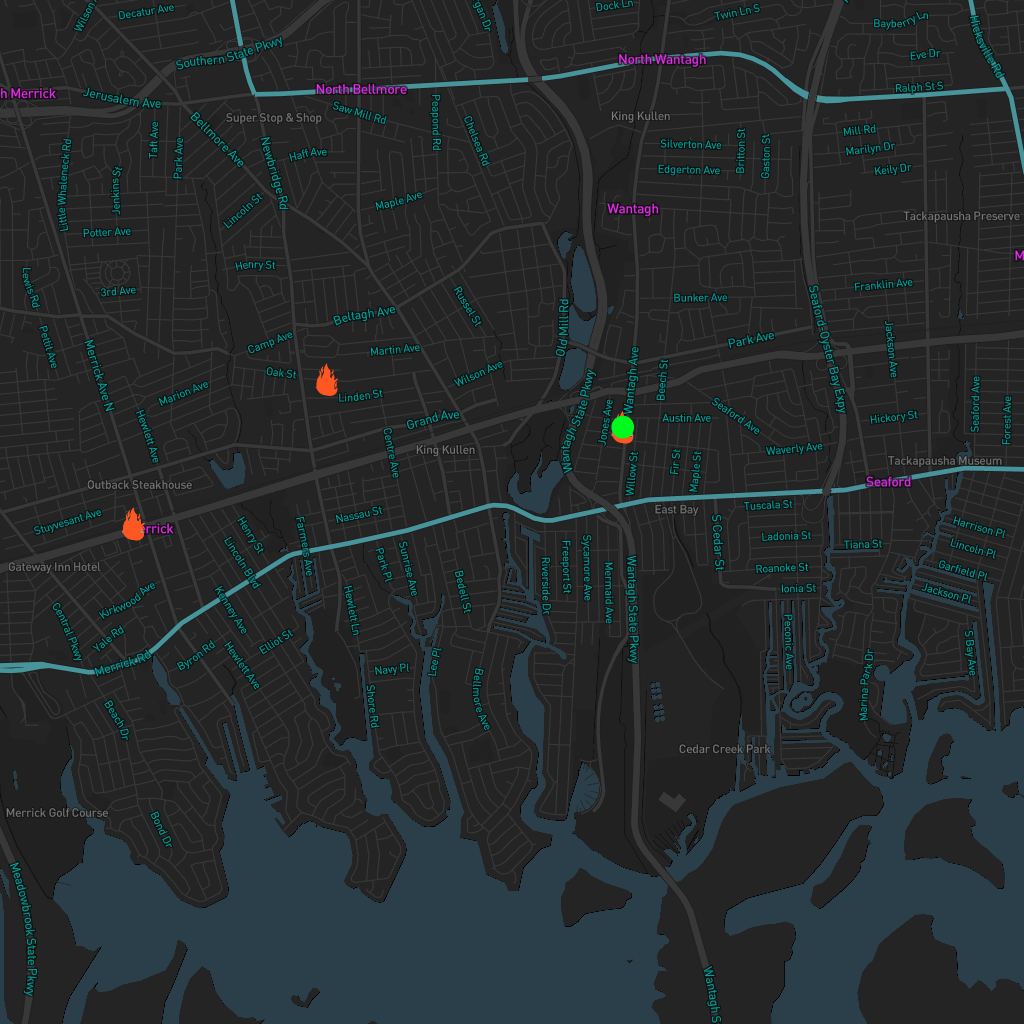 Decatur Ave
Dock Ln
Twin Ln S
Bayberry Ln
Southern State Pkwy
Eve Dr
Hicksville Rd
North Wantagh
h Merrick
Jerusalem Ave
North Bellmore
Ralph St S
Saw Mill Rd
Peapond Rd
Super Stop & Shop
King Kullen
Chelsea Rd
Taft Ave
Park Ave
Bellmore Ave
Newbridge Rd
Haff Ave
Silverton Ave
Britton St
Gaston St
Mill Rd
Marilyn Dr
Kelly Dr
Edgerton Ave
Little Whaleneck Rd
Jenkins St
Lincoln St
Maple Ave
Wantagh
Tackapausha Preserve
Potter Ave
Henry St
M
Lewis Rd
3rd Ave
Russel St
Bunker Ave
Franklin Ave
Beltagh Ave
Old Mill Rd
Seaford-Oyster Bay Expy
Pettit Ave
Camp Ave
Martin Ave
Park Ave
Jackson Ave
Merrick Ave N
Oak St
Wilson Ave
Wantagh Ave
Beech St
Marion Ave
Linden St
Wantagh State Pkwy
Jones Ave
Seaford Ave
Seaford Ave
Forest Ave
Hewlett Ave
Grand Ave
Austin Ave
Hickory St
Centre Ave
King Kullen
Waverly Ave
Willow St
Fir St
Maple St
Tackapausha Museum
Outback Steakhouse
Seaford
Stuyvesant Ave
Nassau St
East Bay
Tuscala St
errick
Henry St
Farmers Ave
S Cedar St
Ladonia St
Tiana St
Harrison Pl
Lincoln Pl
Gateway Inn Hotel
Lincoln Blvd
Park Pl
Sunrise Ave
Bedell St
Riverside Dr
Freeport St
Sycamore Ave
Mermaid Ave
Wantagh State Pkwy
Roanoke St
Garfield Pl
Ionia St
Jackson Pl
Kirkwood Ave
Kenney Ave
Hewlett Ln
Central Pkwy
Yale Rd
Elliot St
Peconic Ave
S Bay Ave
Merrick Rd
Byron Rd
Hewlett Ave
Navy Pl
Lee Pl
Bellmore Ave
Shore Rd
Marina Park Dr
Beach Dr
Cedar Creek Park
Merrick Golf Course
Bond Dr
Meadowbrook State Pkwy
Wantagh S